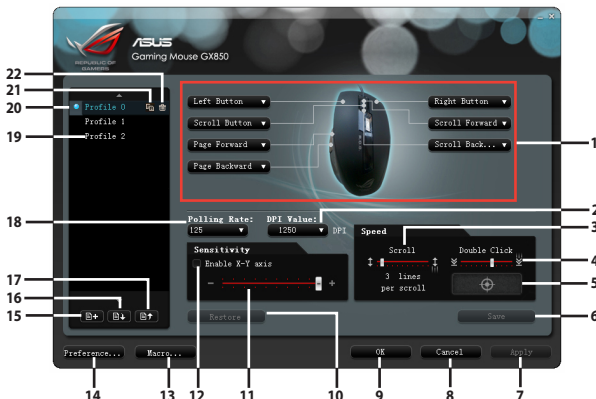 REPUBLIC OF
GAMERS
ASUS
Gaming Mouse GX850
22
21
20
19
Profile 0
Profile 1
Profile 2
Left Button
Scroll Button
Page Forward
Page Backward
Right Button
Scroll Forward
Scroll Back...
1
18
Polling Rate:
125
DPI Value:
1250
DPI
2
Sensitivity
Enable X-Y axis
- +
Speed
Scroll
3 lines
per scroll
Double Click
3
4
5
17
16
15
Restore
Save
6
Preference...
Macro...
OK
Cancel
Apply
14
13
12
11
10
9
8
7